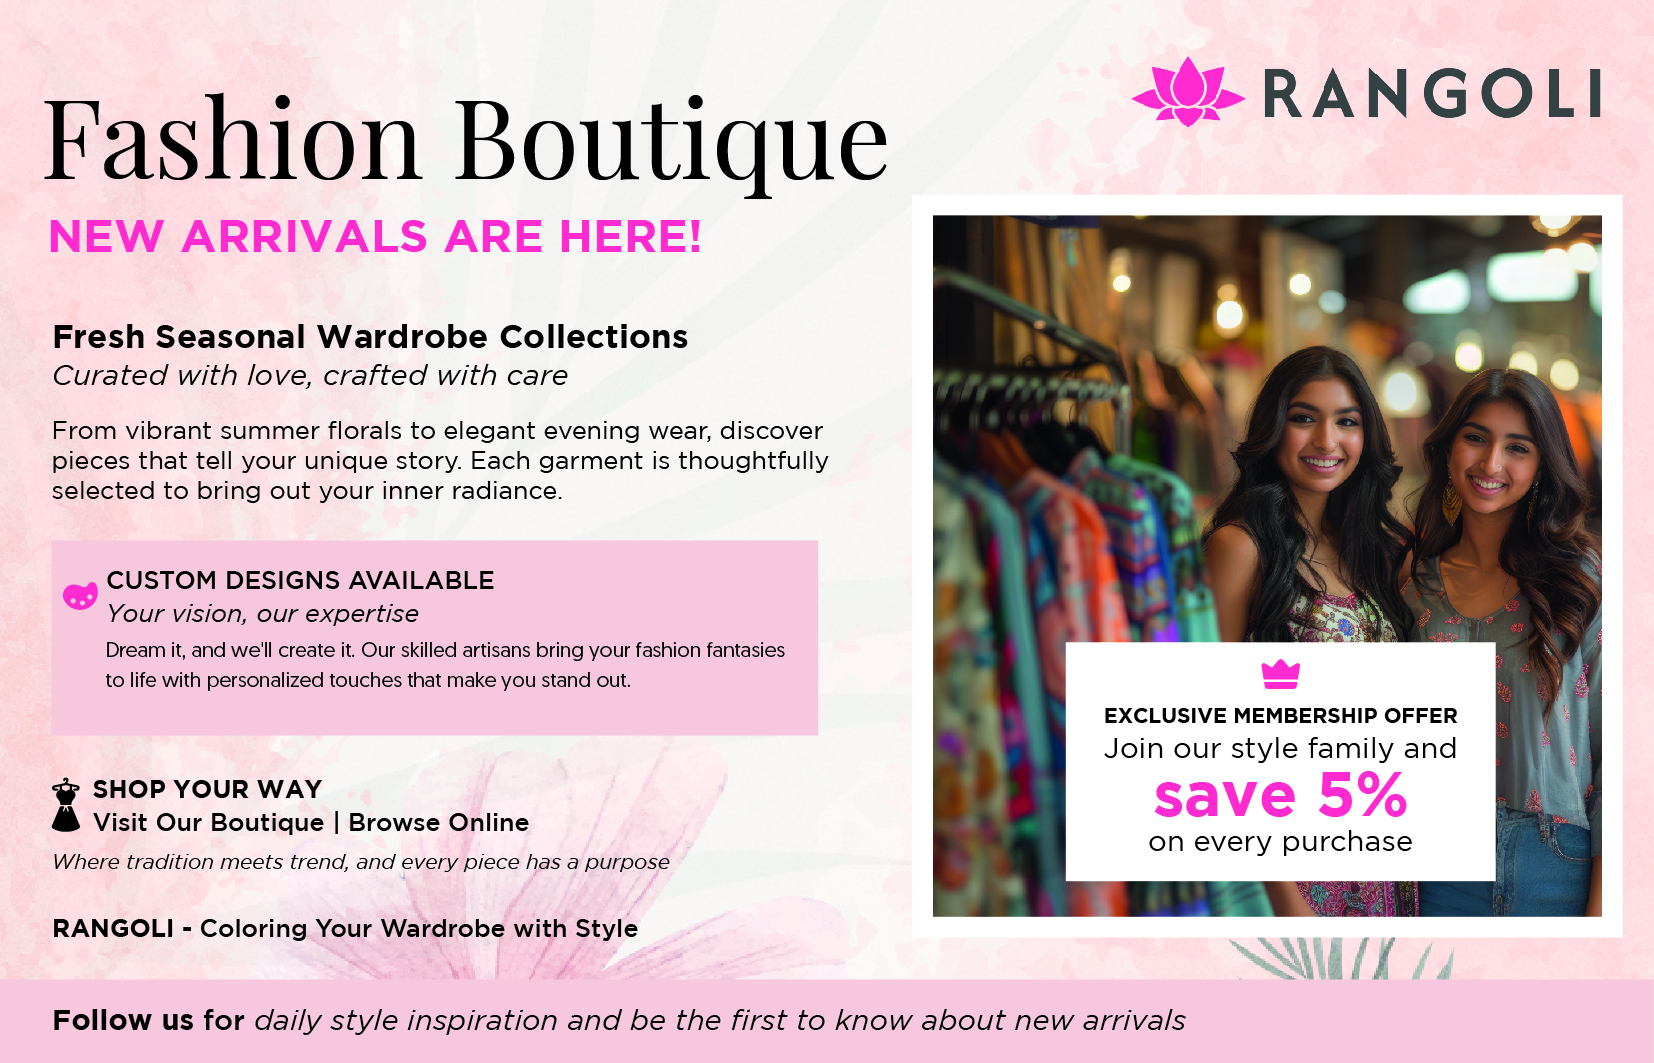 Fashion Boutique
RANGOLI
NEW ARRIVALS ARE HERE!
Fresh Seasonal Wardrobe Collections
Curated with love, crafted with care
From vibrant summer florals to elegant evening wear, discover
pieces that tell your unique story. Each garment is thoughtfully
selected to bring out your inner radiance.
CUSTOM DESIGNS AVAILABLE
Your vision, our expertise
Dream it, and we'll create it. Our skilled artisans bring your fashion fantasies
to life with personalized touches that make you stand out.
SHOP YOUR WAY
Visit Our Boutique | Browse Online
Where tradition meets trend, and every piece has a purpose
RANGOLI - Coloring Your Wardrobe with Style
EXCLUSIVE MEMBERSHIP OFFER
Join our style family and
save 5%
on every purchase
Follow us for daily style inspiration and be the first to know about new arrivals